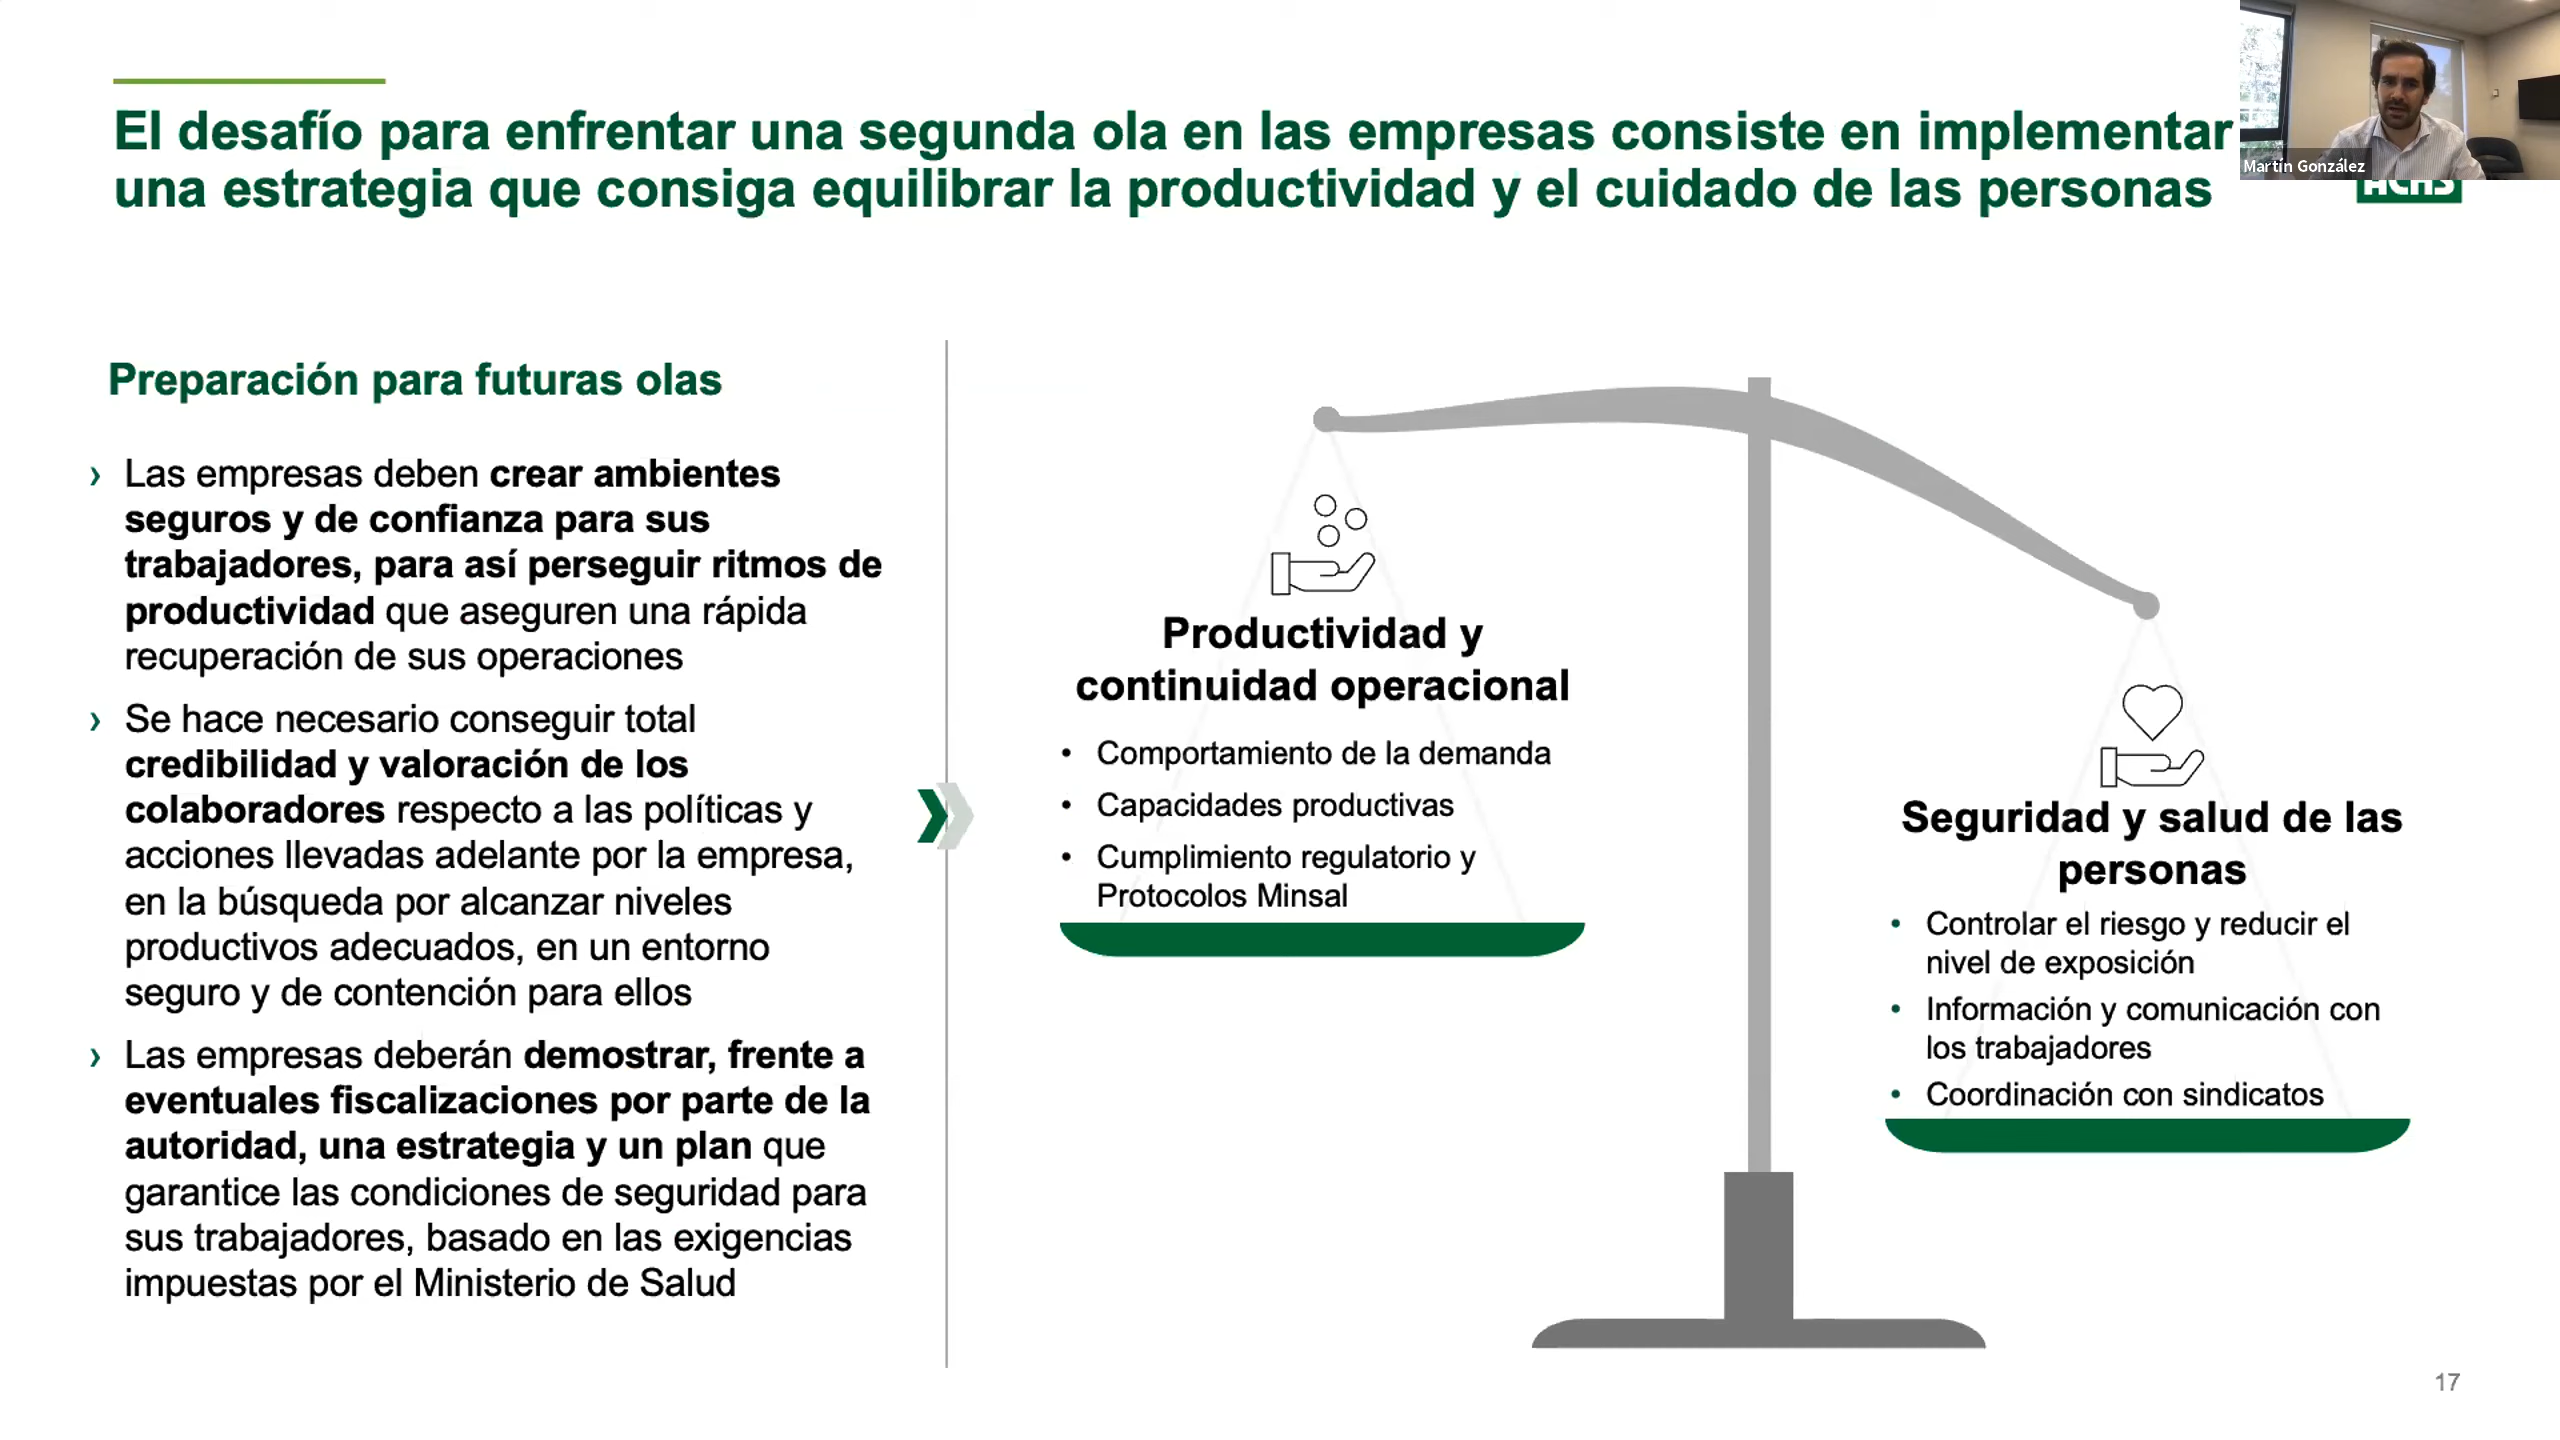 El desafío para enfrentar una segunda ola en las empresas consiste en implementar
una estrategia que consiga equilibrar la productividad y el cuidado de las personas
Martín González
ACHS
Preparación para futuras olas
› Las empresas deben crear ambientes
seguros y de confianza para sus
trabajadores, para así perseguir ritmos de
productividad que aseguren una rápida
recuperación de sus operaciones
› Se hace necesario conseguir total
credibilidad y valoración de los
colaboradores respecto a las políticas y
acciones llevadas adelante por la empresa,
en la búsqueda por alcanzar niveles
productivos adecuados, en un entorno
seguro y de contención para ellos
› Las empresas deberán demostrar, frente a
eventuales fiscalizaciones por parte de la
autoridad, una estrategia y un plan que
garantice las condiciones de seguridad para
sus trabajadores, basado en las exigencias
impuestas por el Ministerio de Salud
Productividad y
continuidad operacional
• Comportamiento de la demanda
• Capacidades productivas
• Cumplimiento regulatorio y
Protocolos Minsal
Seguridad y salud de las
personas
• Controlar el riesgo y reducir el
nivel de exposición
• Información y comunicación con
los trabajadores
• Coordinación con sindicatos
17